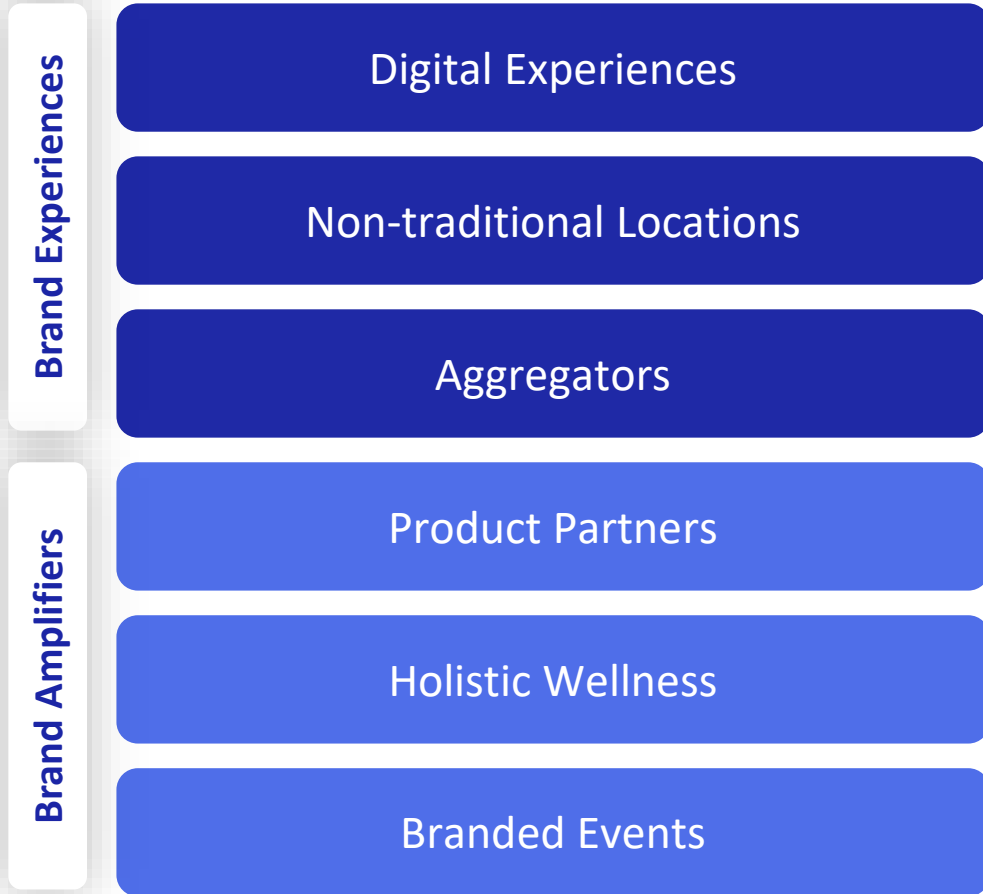 Brand Experiences
Digital Experiences
Non-traditional Locations
Aggregators
Brand Amplifiers
Product Partners
Holistic Wellness
Branded Events